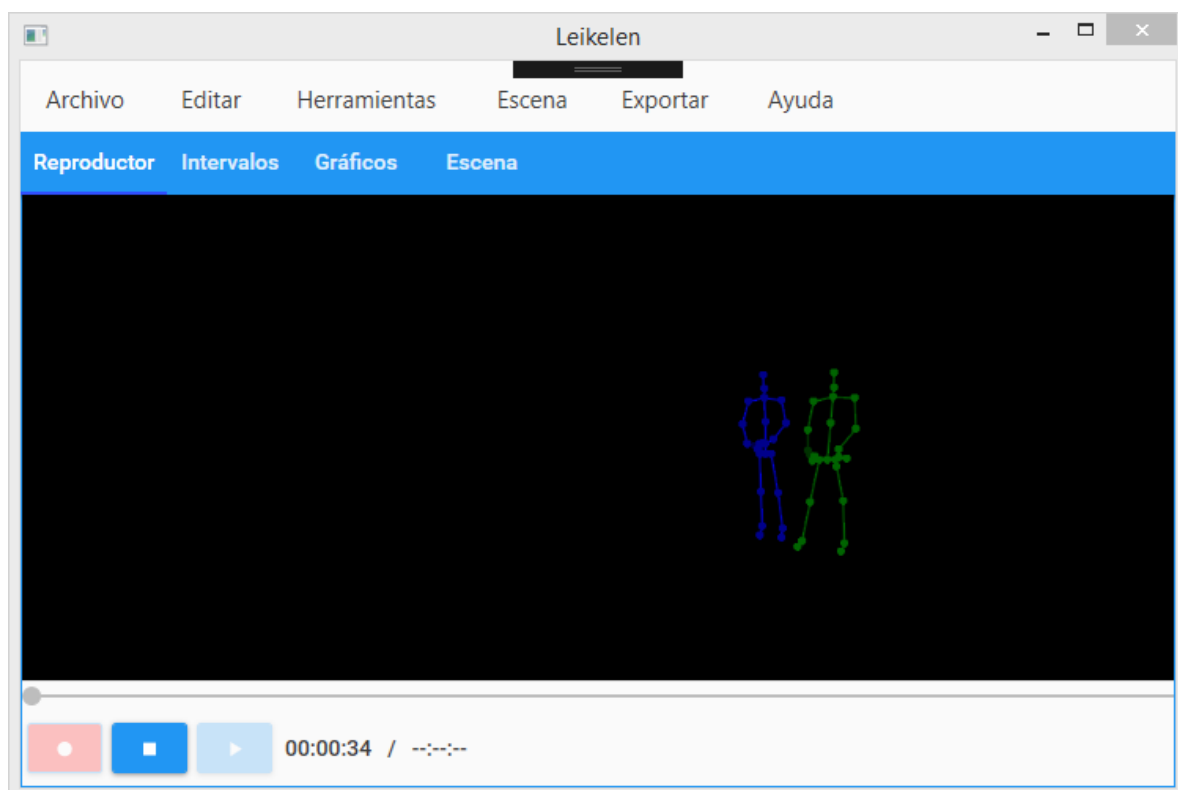 Leikelen
Archivo Editar Herramientas Escena Exportar Ayuda
Reproductor Intervalos Gráficos Escena
00:00:34 / --:--:--